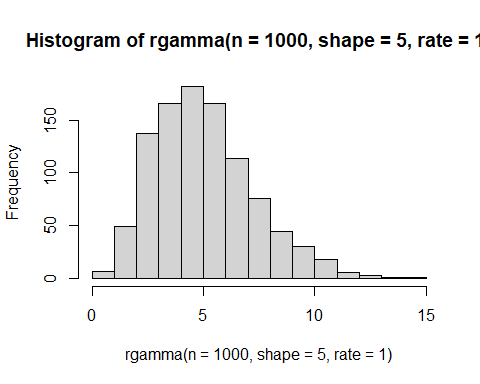 Histogram of rgamma(n = 1000, shape = 5, rate = 1
Frequency
150
100
50
0
0 5 10 15
rgamma(n = 1000, shape = 5, rate = 1)